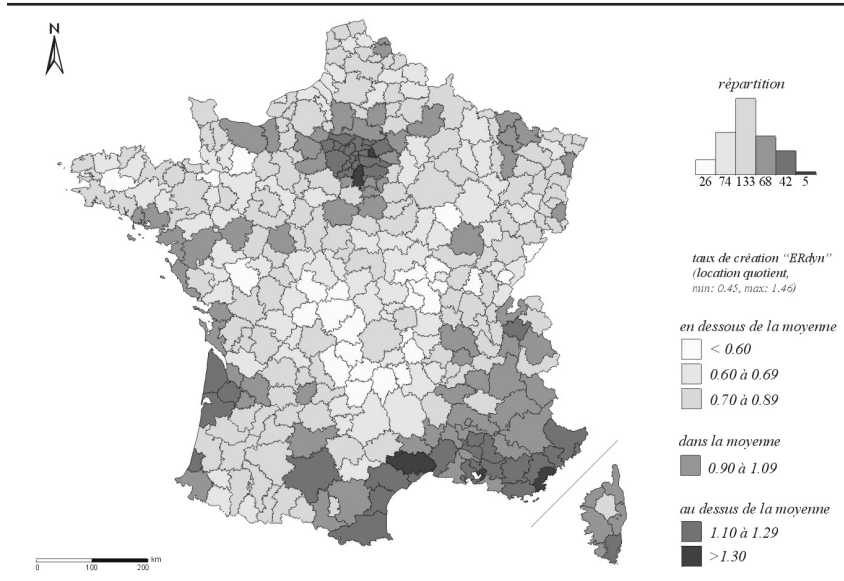 N
répartition
26 74 133 68 42 5
taux de création "ERdyn"
(location quotient,
min: 0.45, max: 1.46)
en dessous de la moyenne
< 0.60
0.60 à 0.69
0.70 à 0.89
dans la moyenne
0.90 à 1.09
au dessus de la moyenne
1.10 à 1.29
>1.30
km
0 100 200